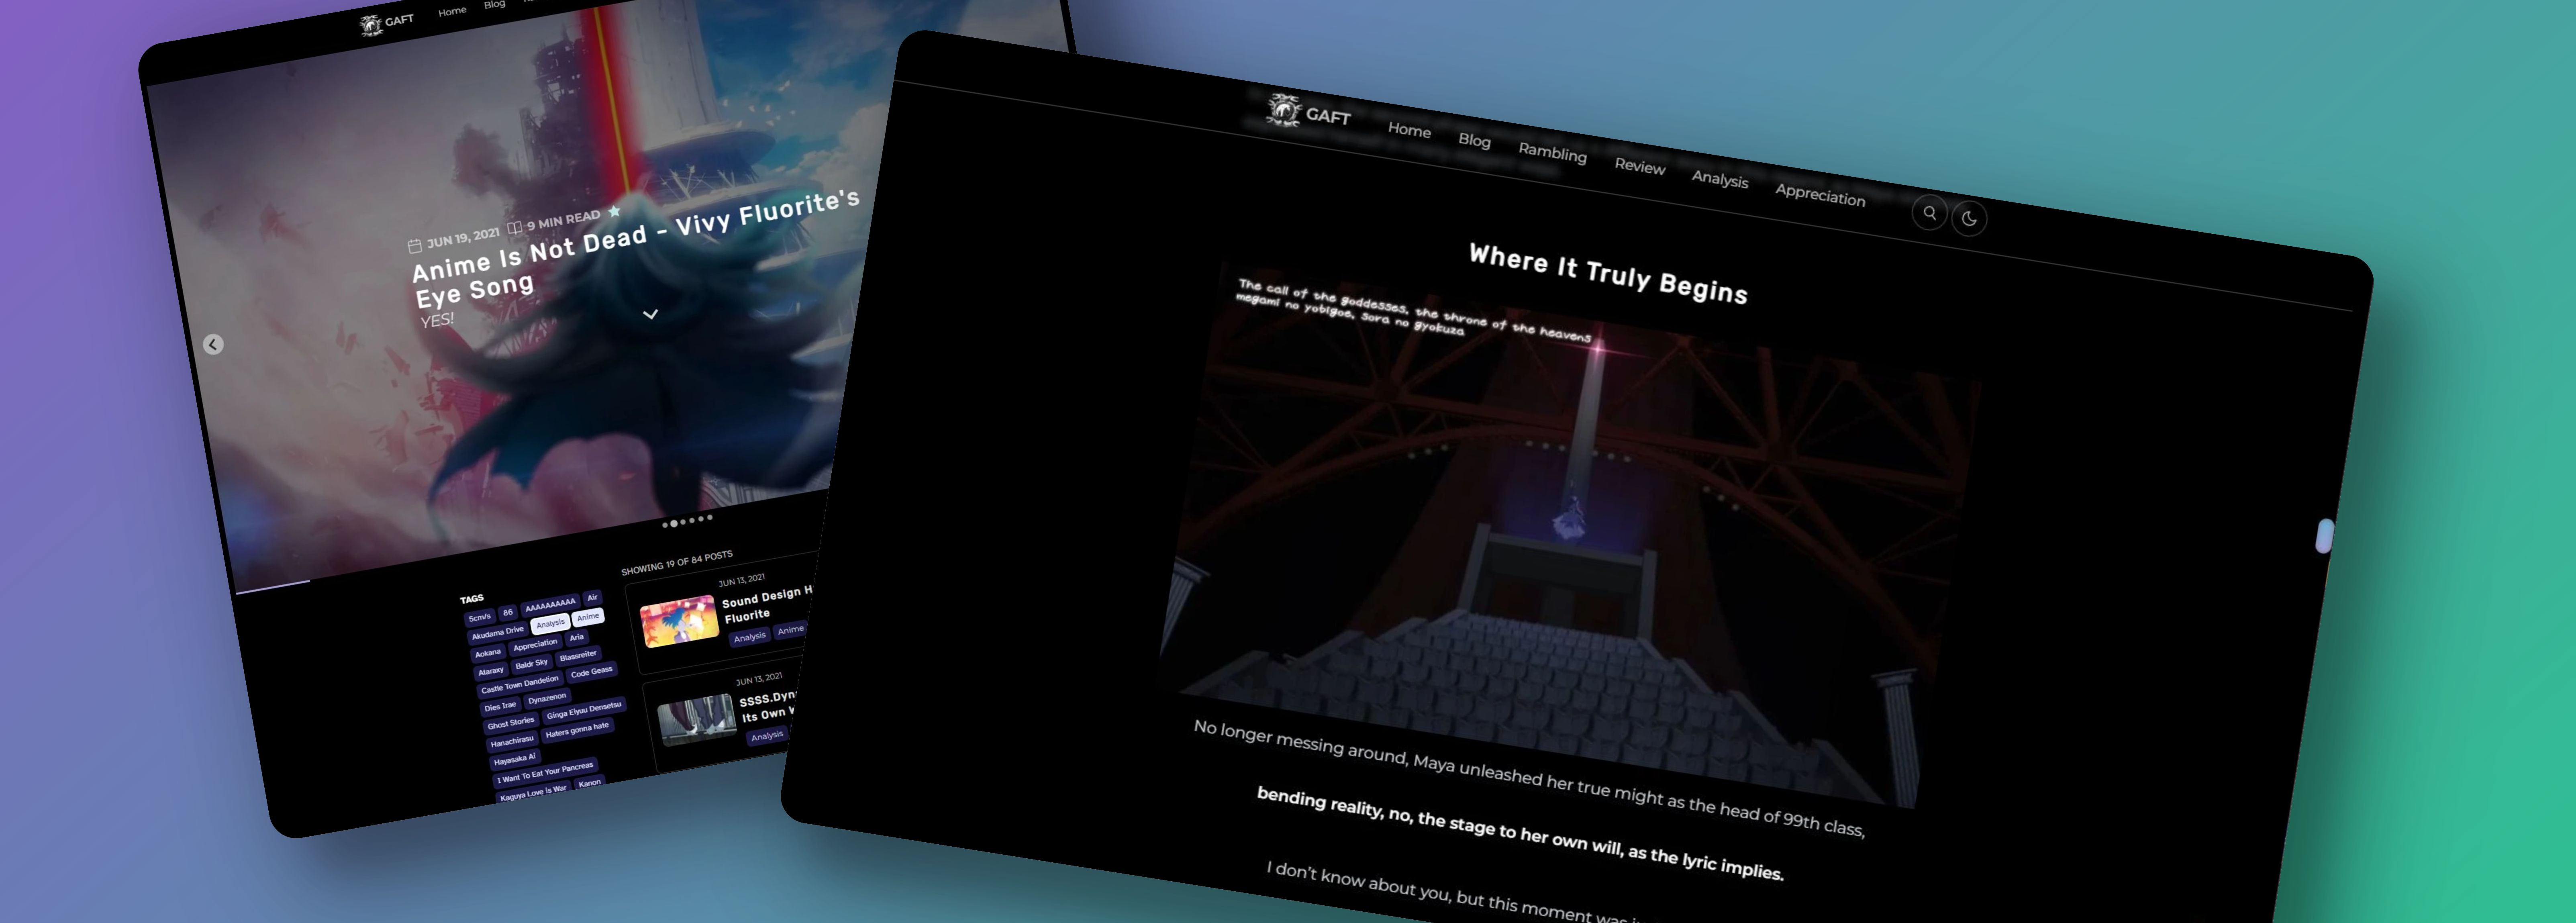 GAFT
Home
Blog
JUN 19, 2021
9 MIN READ
Anime Is Not Dead - Vivy Fluorite's
Eye Song
YES!
TAGS
5cm/s
86
AAAAAAAAAA
Air
Akudama Drive
Analysis
Anime
Aokana
Appreciation
Aria
Ataraxy
Baldr Sky
Blassreiter
Castle Town Dandelion
Code Geass
Dies Irae
Dynazenon
Ghost Stories
Ginga Eiyuu Densetsu
Hanachirasu
Haters gonna hate
Hayasaka Ai
I Want To Eat Your Pancreas
Kaguya Love is War
Kanon
SHOWING 19 OF 84 POSTS
JUN 13, 2021
Sound Design H
Fluorite
Analysis
Anime
JUN 13, 2021
SSSS.Dyn
Its Own
Analysis
GAFT
Home
Blog
Rambling
Review
Analysis
Appreciation
Where It Truly Begins
The call of the goddesses, the throne of the heavens
megami no yobigoe, Sora no gyokuza
No longer messing around, Maya unleashed her true might as the head of 99th class,
bending reality, no, the stage to her own will, as the lyric implies.
I don't know about you, but this moment was